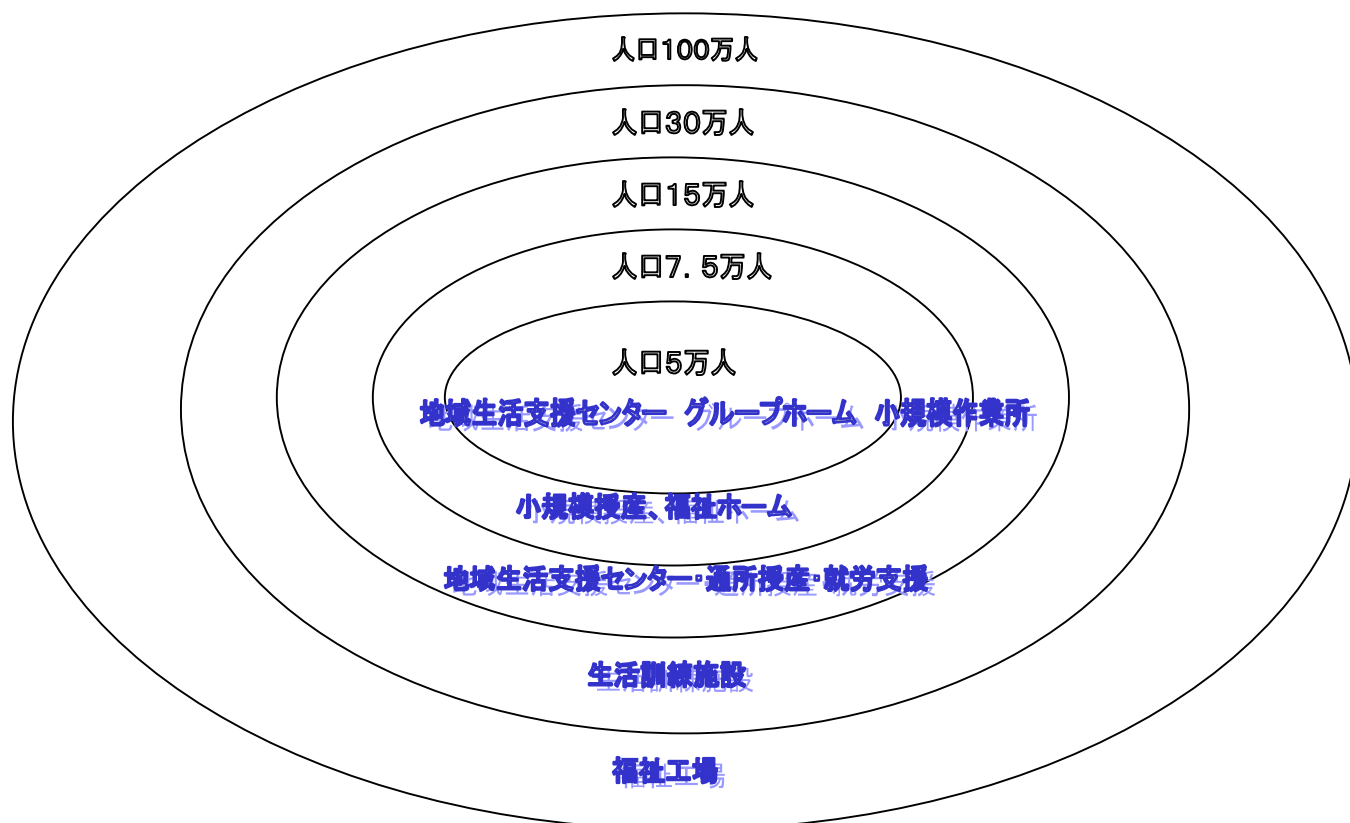 人口100万人
人口30万人
人口15万人
人口7.5万人
人口5万人
地域生活支援センター グループホーム 小規模作業所
小規模授産、福祉ホーム
地域生活支援センター・通所授産・就労支援
生活訓練施設
福祉工場